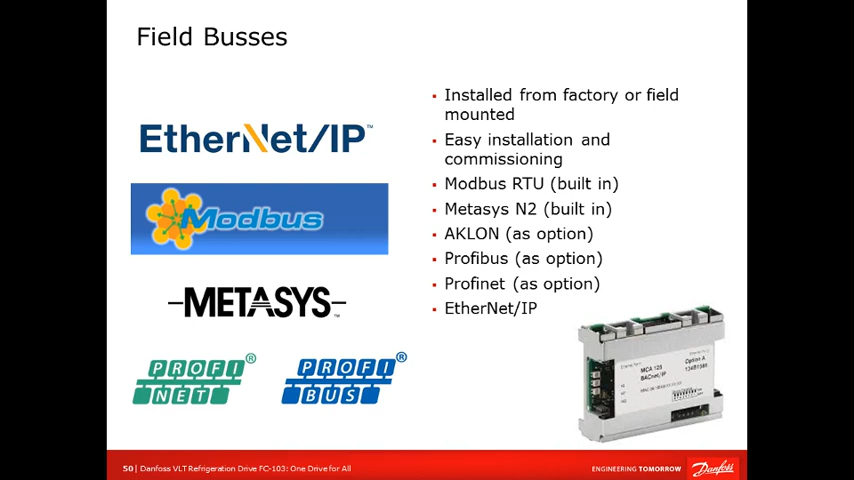 Field Busses
EtherNet/IP™
Modbus
METASYS™
PROFI®
NET
PROFI®
BUS
Installed from factory or field
mounted
Easy installation and
commissioning
Modbus RTU (built in)
Metasys N2 (built in)
AKLON (as option)
Profibus (as option)
Profinet (as option)
EtherNet/IP
MCA 125
BACnet/IP
Option A
50 | Danfoss VLT Refrigeration Drive FC-103: One Drive for All
ENGINEERING TOMORROW
Danfoss